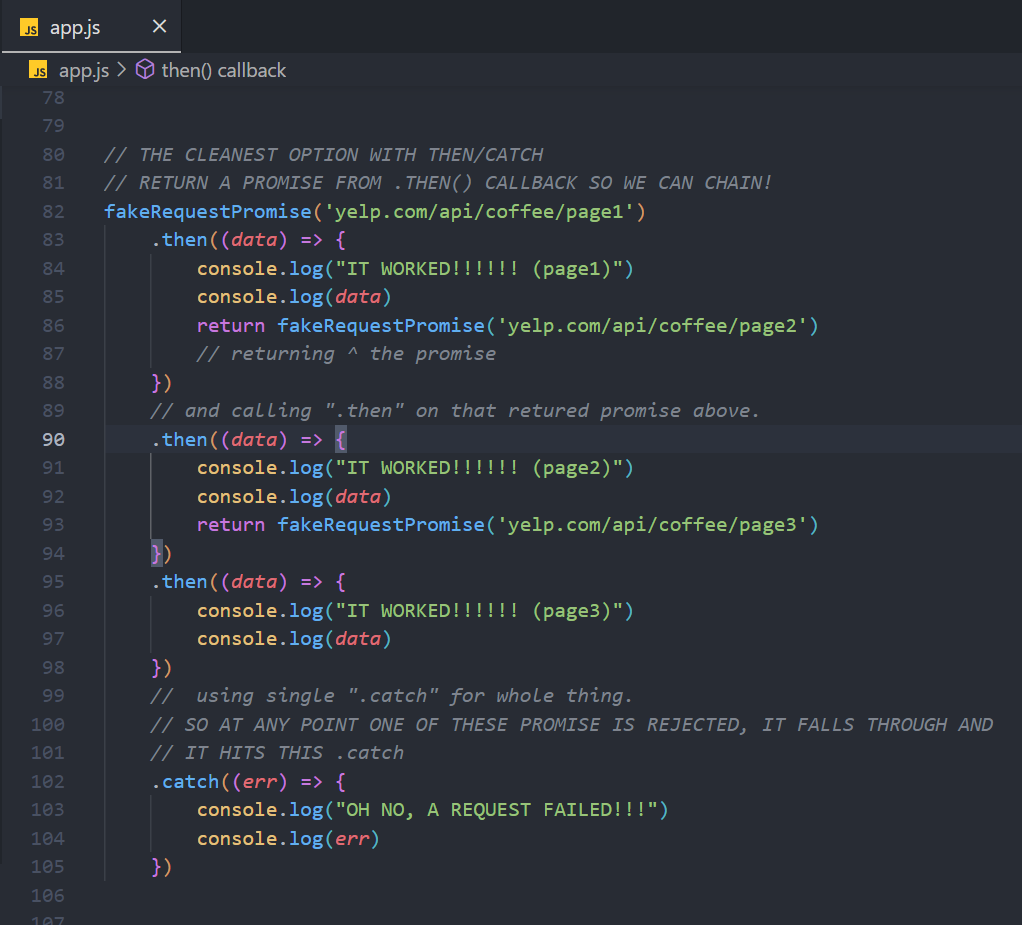 JS app.js ×
JS app.js > then() callback
78
79
80 // THE CLEANEST OPTION WITH THEN/CATCH
81 // RETURN A PROMISE FROM .THEN() CALLBACK SO WE CAN CHAIN!
82 fakeRequestPromise('yelp.com/api/coffee/page1')
83 .then((data) => {
84 console.log("IT WORKED!!!!!! (page1)")
85 console.log(data)
86 return fakeRequestPromise('yelp.com/api/coffee/page2')
87 // returning ^ the promise
88 })
89 // and calling ".then" on that retured promise above.
90 .then((data) => {
91 console.log("IT WORKED!!!!!! (page2)")
92 console.log(data)
93 return fakeRequestPromise('yelp.com/api/coffee/page3')
94 })
95 .then((data) => {
96 console.log("IT WORKED!!!!!! (page3)")
97 console.log(data)
98 })
99 //  using single ".catch" for whole thing.
100 // SO AT ANY POINT ONE OF THESE PROMISE IS REJECTED, IT FALLS THROUGH AND
101 // IT HITS THIS .catch
102 .catch((err) => {
103 console.log("OH NO, A REQUEST FAILED!!!")
104 console.log(err)
105 })
106
107